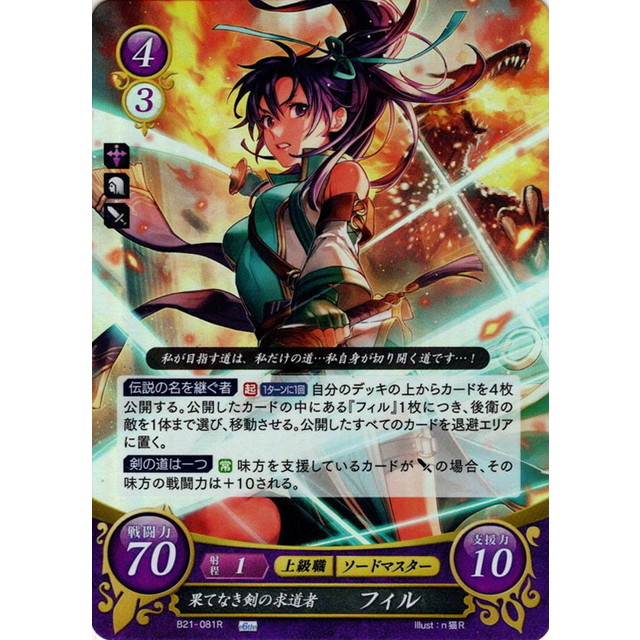 4
3
私が目指す道は、私だけの道…私自身が切り開く道です…!
伝説の名を継ぐ者 起 1ターンに1回 自分のデッキの上からカードを4枚
公開する。公開したカードの中にある『フィル』1枚につき、後衛の
敵を1体まで選び、移動させる。公開したすべてのカードを退避エリア
に置く。
剣の道は一つ 常 味方を支援しているカードが の場合、その
味方の戦闘力は+10される。
戦闘力 70
射程 1
上級職 ソードマスター
支援力 10
果てなき剣の求道者 フィル
B21-081R
Illust:n猫R